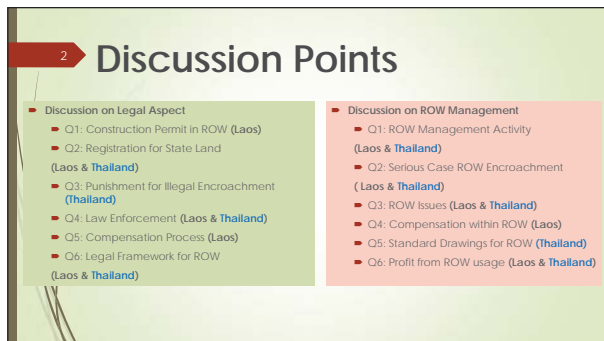 2
Discussion Points
Discussion on Legal Aspect
Q1: Construction Permit in ROW (Laos)
Q2: Registration for State Land
(Laos & Thailand)
Q3: Punishment for Illegal Encroachment
(Thailand)
Q4: Law Enforcement (Laos & Thailand)
Q5: Compensation Process (Laos)
Q6: Legal Framework for ROW
(Laos & Thailand)
Discussion on ROW Management
Q1: ROW Management Activity
(Laos & Thailand)
Q2: Serious Case ROW Encroachment
( Laos & Thailand)
Q3: ROW Issues (Laos & Thailand)
Q4: Compensation within ROW (Laos)
Q5: Standard Drawings for ROW (Thailand)
Q6: Profit from ROW usage (Laos & Thailand)